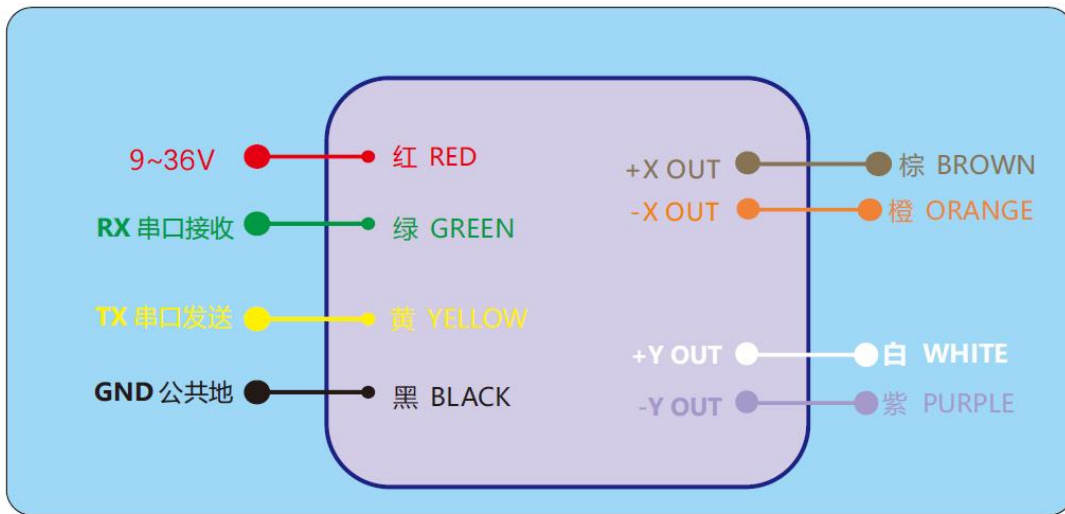 9~36V 红 RED
RX 串口接收 绿 GREEN
TX 串口发送 黄 YELLOW
GND 公共地 黑 BLACK
+X OUT 棕 BROWN
-X OUT 橙 ORANGE
+Y OUT 白 WHITE
-Y OUT 紫 PURPLE